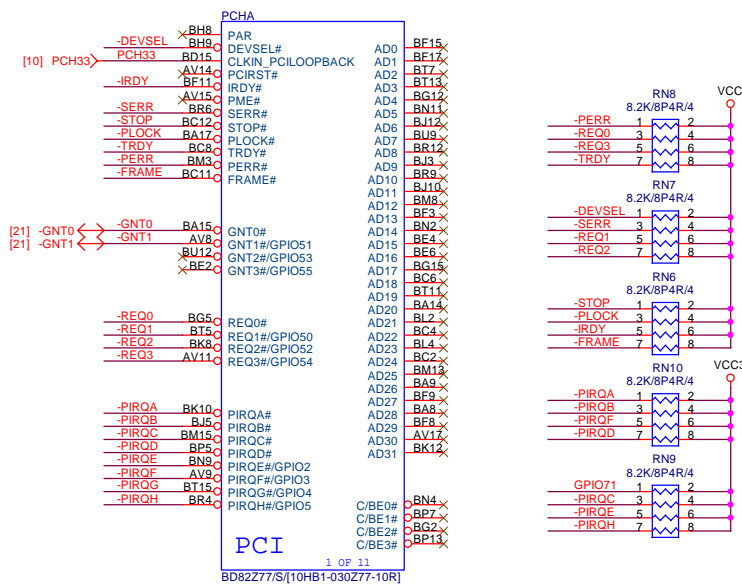 PCHA
BH8 PAR
-DEVSEL BH9 DEVSEL#
[10] PCH33 PCH33 BD15 CLKIN_PCILOOPBACK
AV14 PCIRST#
-IRDY BF11 IRDY#
AV15 PME#
-SERR BR6 SERR#
-STOP BC12 STOP#
-PLOCK BA17 PLOCK#
-TRDY BC8 TRDY#
-PERR BM3 PERR#
-FRAME BC11 FRAME#
[21] -GNT0 -GNT0 BA15 GNT0#
[21] -GNT1 -GNT1 AV8 GNT1#/GPIO51
BU12 GNT2#/GPIO53
BE2 GNT3#/GPIO55
-REQ0 BG5 REQ0#
-REQ1 BT5 REQ1#/GPIO50
-REQ2 BK8 REQ2#/GPIO52
-REQ3 AV11 REQ3#/GPIO54
-PIRQA BK10 PIRQA#
-PIRQB BJ5 PIRQB#
-PIRQC BM15 PIRQC#
-PIRQD BP5 PIRQD#
-PIRQE BN9 PIRQE#/GPIO2
-PIRQF AV9 PIRQF#/GPIO3
-PIRQG BT15 PIRQG#/GPIO4
-PIRQH BR4 PIRQH#/GPIO5
AD0 BF15
AD1 BF17
AD2 BT7
AD3 BT13
AD4 BG12
AD5 BN11
AD6 BJ12
AD7 BU9
AD8 BR12
AD9 BJ3
AD10 BR9
AD11 BJ10
AD12 BM8
AD13 BF3
AD14 BN2
AD15 BE4
AD16 BE6
AD17 BG15
AD18 BC6
AD19 BT11
AD20 BA14
AD21 BL2
AD22 BC4
AD23 BL4
AD24 BC2
AD25 BM13
AD26 BA9
AD27 BF9
AD28 BA8
AD29 BF8
AD30 AV17
AD31 BK12
C/BE0# BN4
C/BE1# BP7
C/BE2# BG2
C/BE3# BP13
PCI
1 OF 11
BD82Z77/S/[10HB1-030Z77-10R]
VCC
RN8
8.2K/8P4R/4
-PERR 1 2
-REQ0 3 4
-REQ3 5 6
-TRDY 7 8
RN7
8.2K/8P4R/4
-DEVSEL 1 2
-SERR 3 4
-REQ1 5 6
-REQ2 7 8
RN6
8.2K/8P4R/4
-STOP 1 2
-PLOCK 3 4
-IRDY 5 6
-FRAME 7 8
VCC3
RN10
8.2K/8P4R/4
-PIRQA 1 2
-PIRQB 3 4
-PIRQF 5 6
-PIRQD 7 8
RN9
8.2K/8P4R/4
GPIO71 1 2
-PIRQC 3 4
-PIRQE 5 6
-PIRQH 7 8